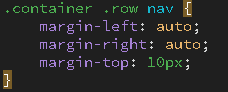 .container .row nav {
    margin-left: auto;
    margin-right: auto;
    margin-top: 10px;
}